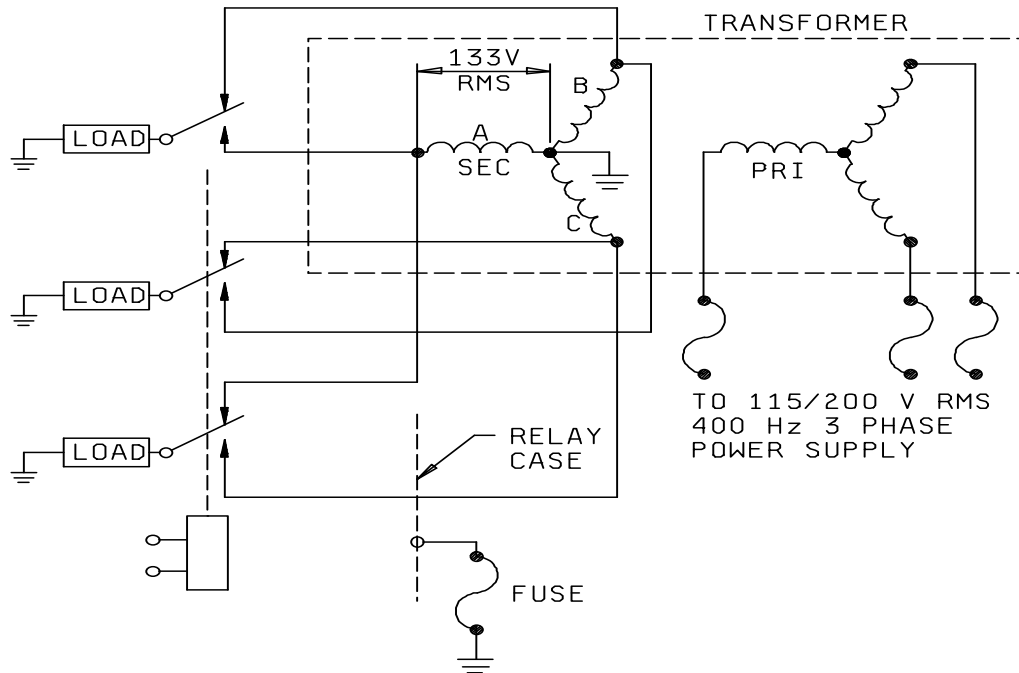 TRANSFORMER
133V
RMS
B
LOAD
A
SEC
PRI
C
LOAD
TO 115/200 V RMS
400 Hz 3 PHASE
POWER SUPPLY
RELAY
CASE
LOAD
FUSE